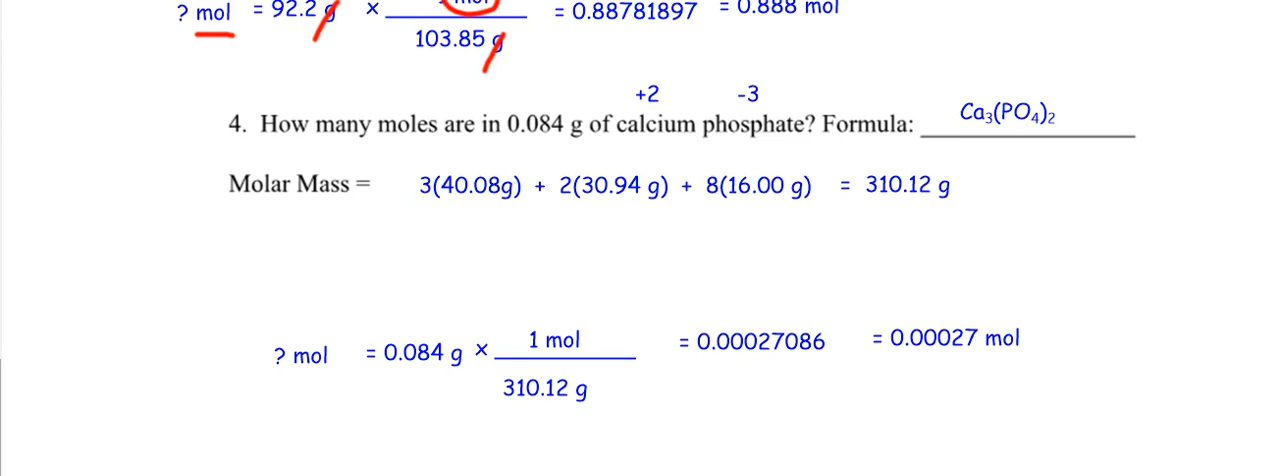 ? mol = 92.2 g × = 0.88781897 = 0.888 mol
103.85 g
+2 -3
4. How many moles are in 0.084 g of calcium phosphate? Formula: Ca₃(PO₄)₂
Molar Mass = 3(40.08g) + 2(30.94 g) + 8(16.00 g) = 310.12 g
1 mol
? mol = 0.084 g × = 0.00027086 = 0.00027 mol
310.12 g